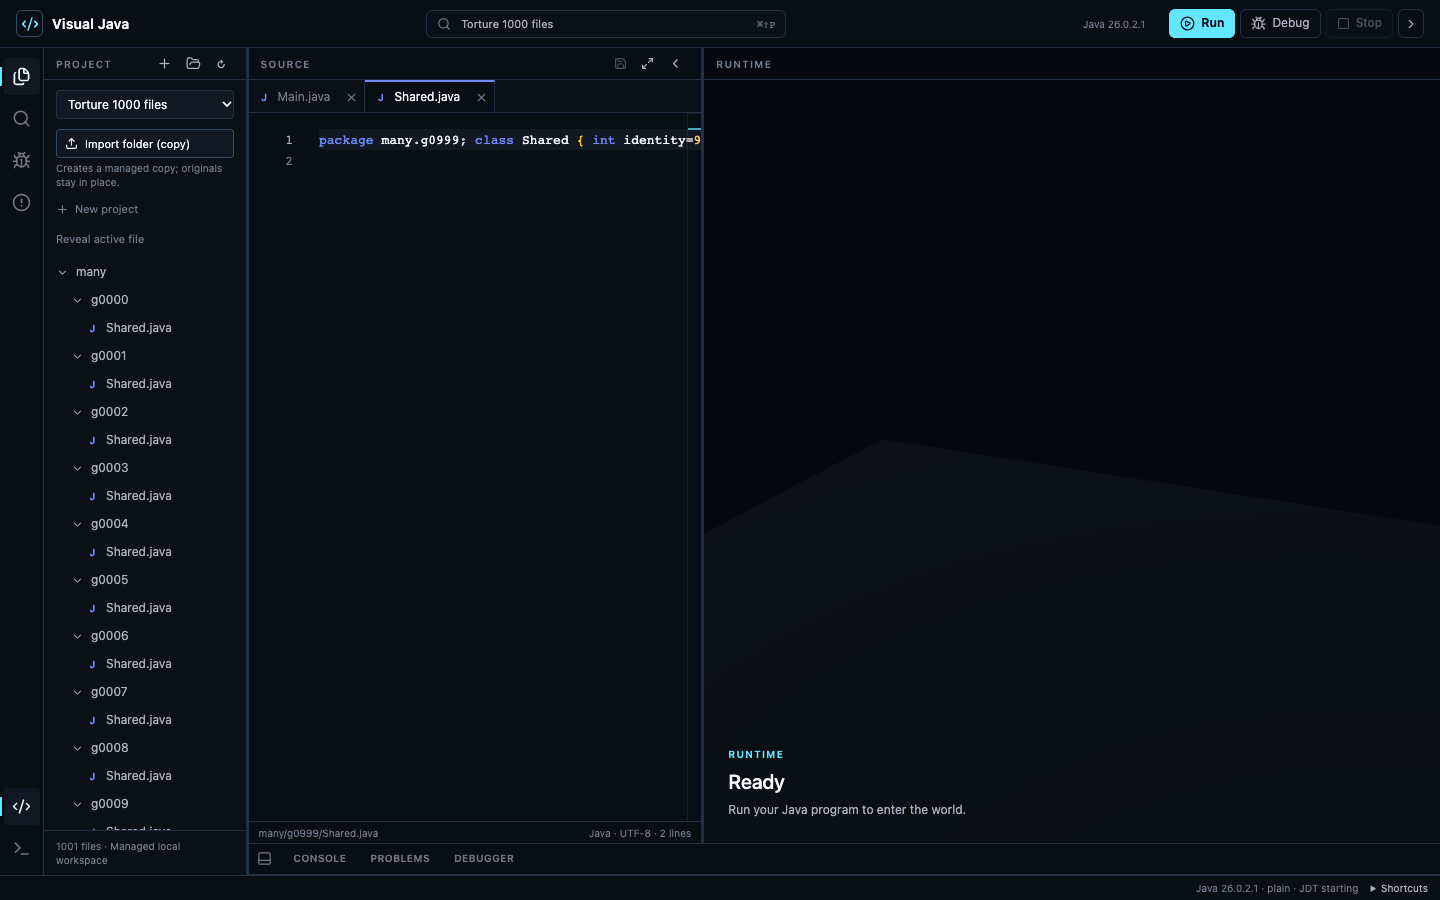 Visual Java
Torture 1000 files
⌘⇧P
Java 26.0.2.1
Run
Debug
Stop
PROJECT
Torture 1000 files
Import folder (copy)
Creates a managed copy; originals
stay in place.
New project
Reveal active file
many
g0000
J Shared.java
g0001
J Shared.java
g0002
J Shared.java
g0003
J Shared.java
g0004
J Shared.java
g0005
J Shared.java
g0006
J Shared.java
g0007
J Shared.java
g0008
J Shared.java
g0009
J Shared.java
1001 files · Managed local
workspace
SOURCE
J Main.java
J Shared.java
1 package many.g0999; class Shared { int identity=9
2
many/g0999/Shared.java
Java · UTF-8 · 2 lines
RUNTIME
RUNTIME
Ready
Run your Java program to enter the world.
CONSOLE
PROBLEMS
DEBUGGER
Java 26.0.2.1 · plain · JDT starting
Shortcuts